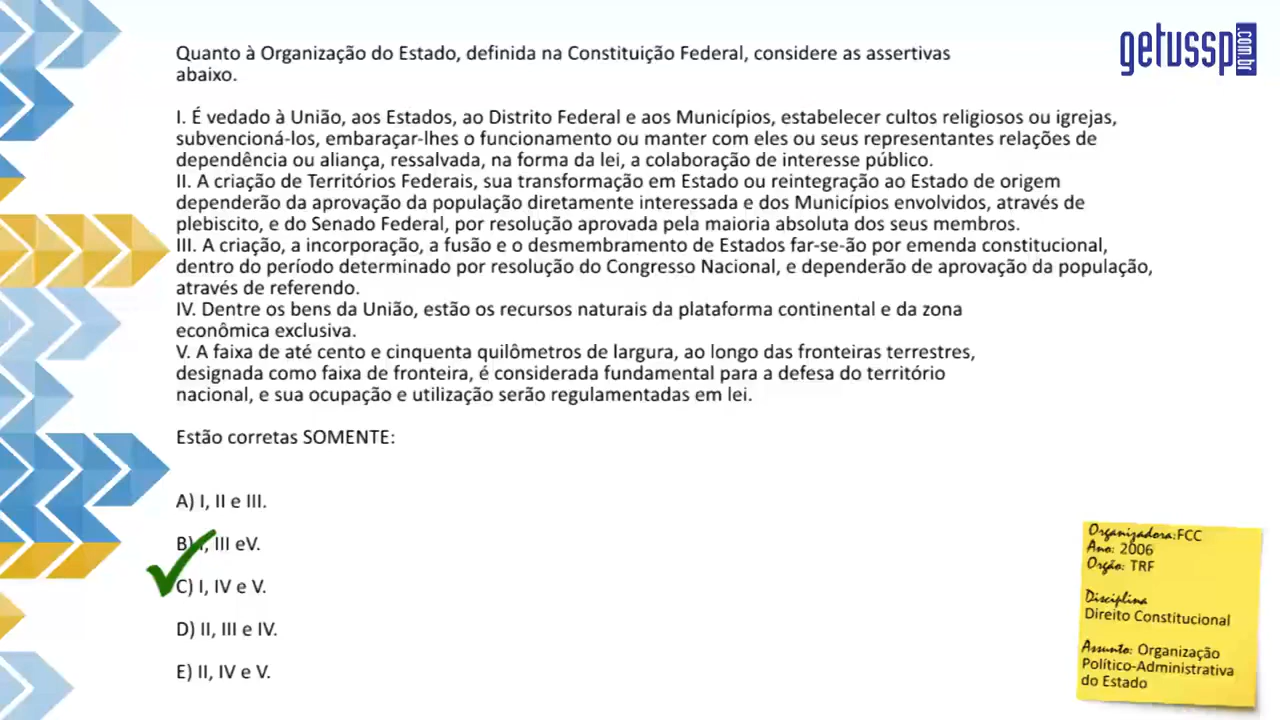 getussp.com.br
Quanto à Organização do Estado, definida na Constituição Federal, considere as assertivas
abaixo.
I. É vedado à União, aos Estados, ao Distrito Federal e aos Municípios, estabelecer cultos religiosos ou igrejas,
subvencioná-los, embaraçar-lhes o funcionamento ou manter com eles ou seus representantes relações de
dependência ou aliança, ressalvada, na forma da lei, a colaboração de interesse público.
II. A criação de Territórios Federais, sua transformação em Estado ou reintegração ao Estado de origem
dependerão da aprovação da população diretamente interessada e dos Municípios envolvidos, através de
plebiscito, e do Senado Federal, por resolução aprovada pela maioria absoluta dos seus membros.
III. A criação, a incorporação, a fusão e o desmembramento de Estados far-se-ão por emenda constitucional,
dentro do período determinado por resolução do Congresso Nacional, e dependerão de aprovação da população,
através de referendo.
IV. Dentre os bens da União, estão os recursos naturais da plataforma continental e da zona
econômica exclusiva.
V. A faixa de até cento e cinquenta quilômetros de largura, ao longo das fronteiras terrestres,
designada como faixa de fronteira, é considerada fundamental para a defesa do território
nacional, e sua ocupação e utilização serão regulamentadas em lei.
Estão corretas SOMENTE:
A) I, II e III.
B) I, III eV.
C) I, IV e V.
D) II, III e IV.
E) II, IV e V.
Organizadora:FCC
Ano: 2006
Orgão: TRF
Disciplina
Direito Constitucional
Assunto: Organização
Político-Administrativa
do Estado